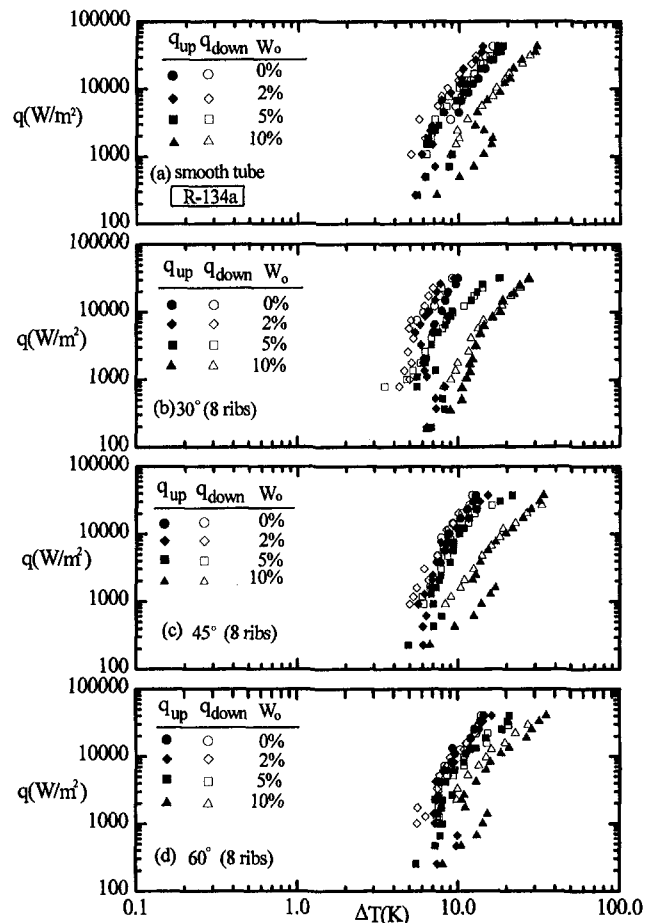 100000
10000
q(W/m²)
1000
100
q_up q_down W_o
0%
2%
5%
10%
(a) smooth tube
R-134a
10000
q(W/m²)
1000
100
q_up q_down W_o
0%
2%
5%
10%
(b) 30° (8 ribs)
100000
10000
q(W/m²)
1000
100
q_up q_down W_o
0%
2%
5%
10%
(c) 45° (8 ribs)
100000
10000
q(W/m²)
1000
100
q_up q_down W_o
0%
2%
5%
10%
(d) 60° (8 ribs)
0.1 1.0 10.0 100.0
ΔT(K)